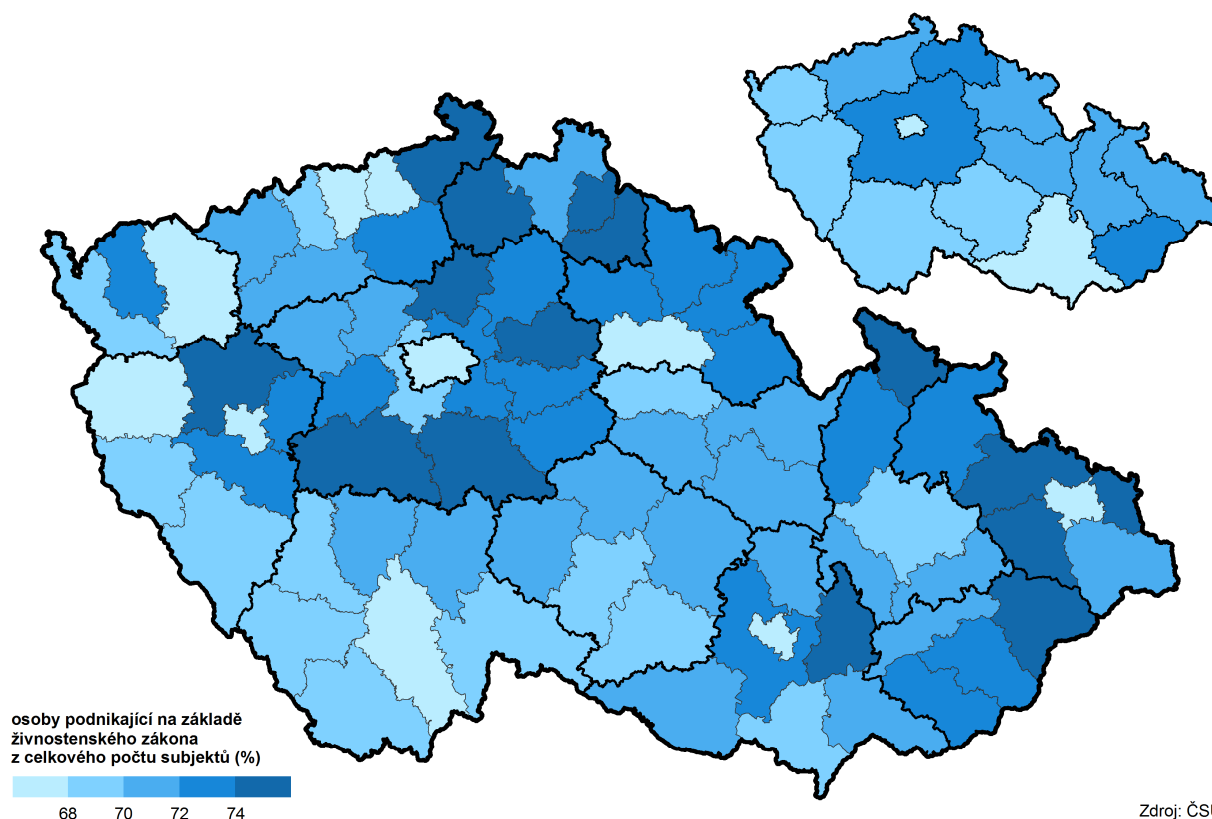 osoby podnikající na základě
živnostenského zákona
z celkového počtu subjektů (%)
68 70 72 74
Zdroj: ČSÚ